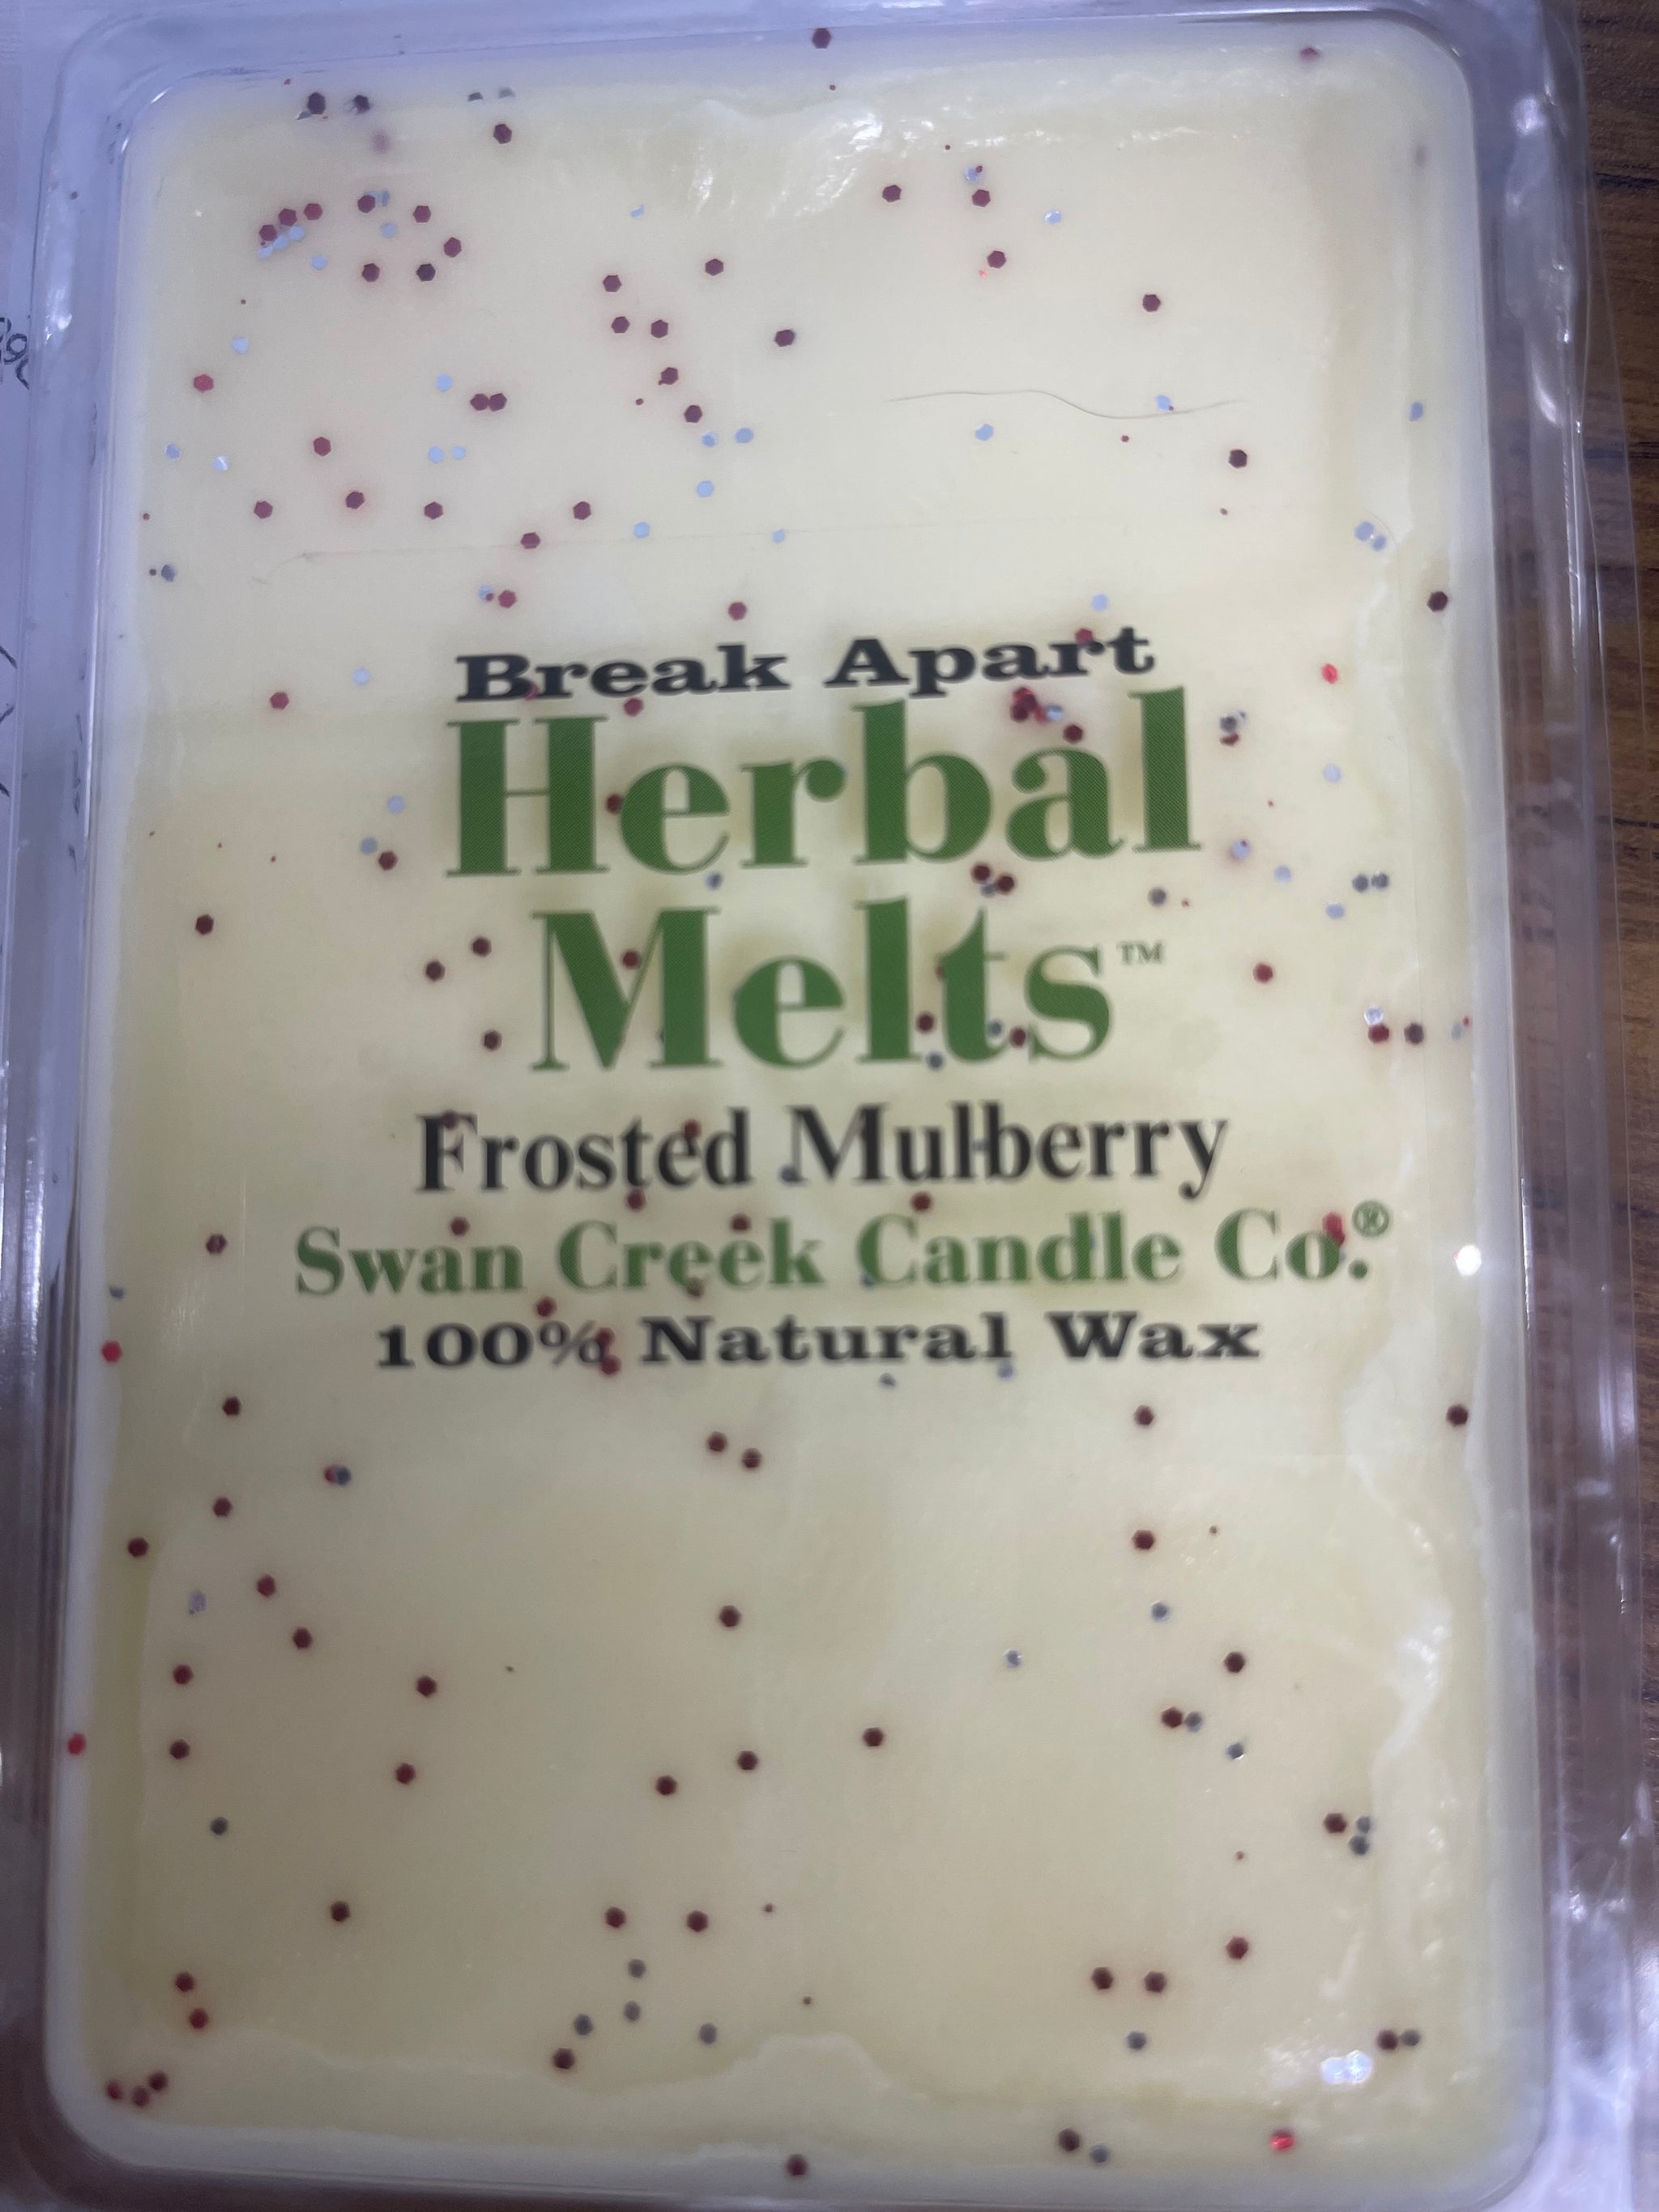 Break Apart
Herbal
Melts™
Frosted Mulberry
Swan Creek Candle Co.®
100% Natural Wax